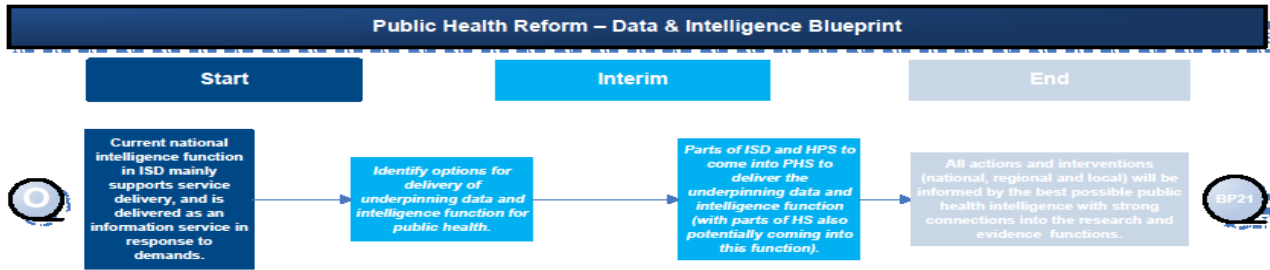 Public Health Reform – Data & Intelligence Blueprint
Start
Interim
End
Current national
intelligence function
in ISD mainly
supports service
delivery, and is
delivered as an
information service in
response to
demands.
Identify options for
delivery of
underpinning data and
intelligence function for
public health.
Parts of ISD and HPS to
come into PHS to
deliver the
underpinning data and
intelligence function
(with parts of HS also
potentially coming into
this function).
All actions and interventions
(national, regional and local) will be
informed by the best possible public
health intelligence with strong
connections into the research and
evidence functions.
O
BP21